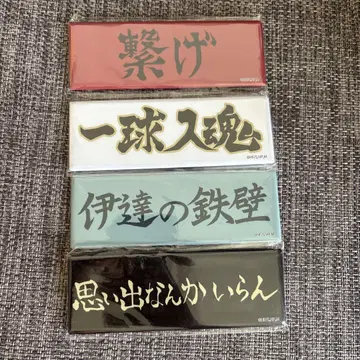 繋げ
一球入魂
伊達の鉄壁
思い出なんかいらん